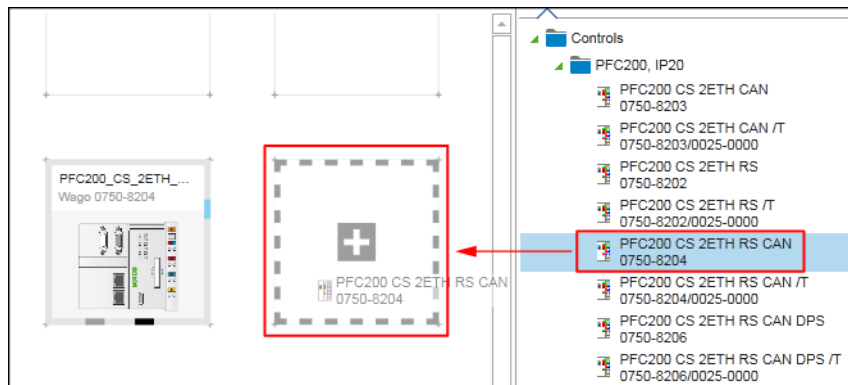 PFC200_CS_2ETH_...
Wago 0750-8204
PFC200 CS 2ETH RS CAN
0750-8204
Controls
PFC200, IP20
PFC200 CS 2ETH CAN
0750-8203
PFC200 CS 2ETH CAN /T
0750-8203/0025-0000
PFC200 CS 2ETH RS
0750-8202
PFC200 CS 2ETH RS /T
0750-8202/0025-0000
PFC200 CS 2ETH RS CAN
0750-8204
PFC200 CS 2ETH RS CAN /T
0750-8204/0025-0000
PFC200 CS 2ETH RS CAN DPS
0750-8206
PFC200 CS 2ETH RS CAN DPS /T
0750-8206/0025-0000